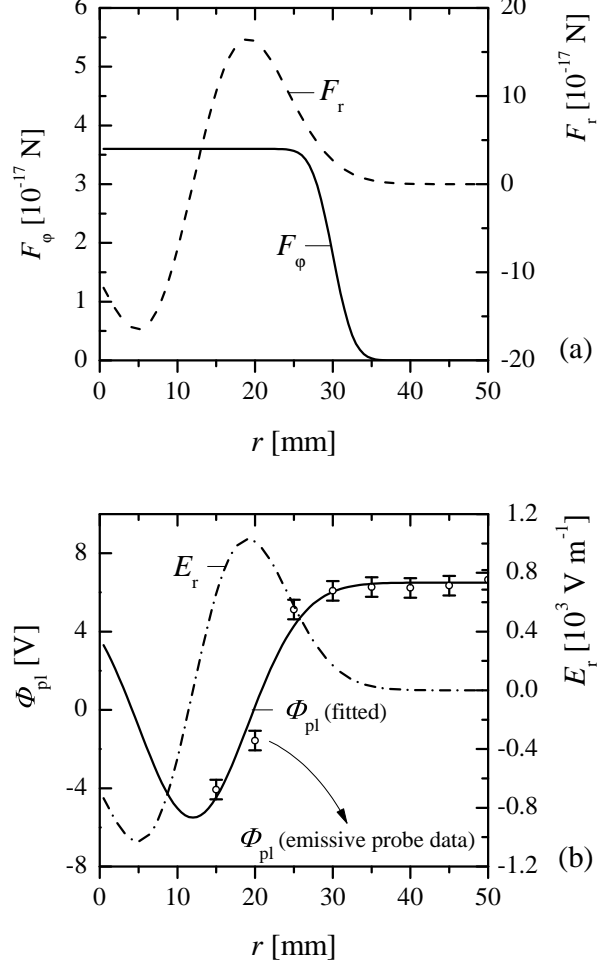 6
5
4
3
2
1
0
F_φ [10^-17 N]
20
10
0
-10
-20
F_r [10^-17 N]
F_r
F_φ
(a)
0 10 20 30 40 50
r [mm]
8
4
0
-4
-8
Φ_pl [V]
1.2
0.8
0.4
0.0
-0.4
-0.8
-1.2
E_r [10^3 V m^-1]
E_r
Φ_pl (fitted)
Φ_pl (emissive probe data)
(b)
0 10 20 30 40 50
r [mm]